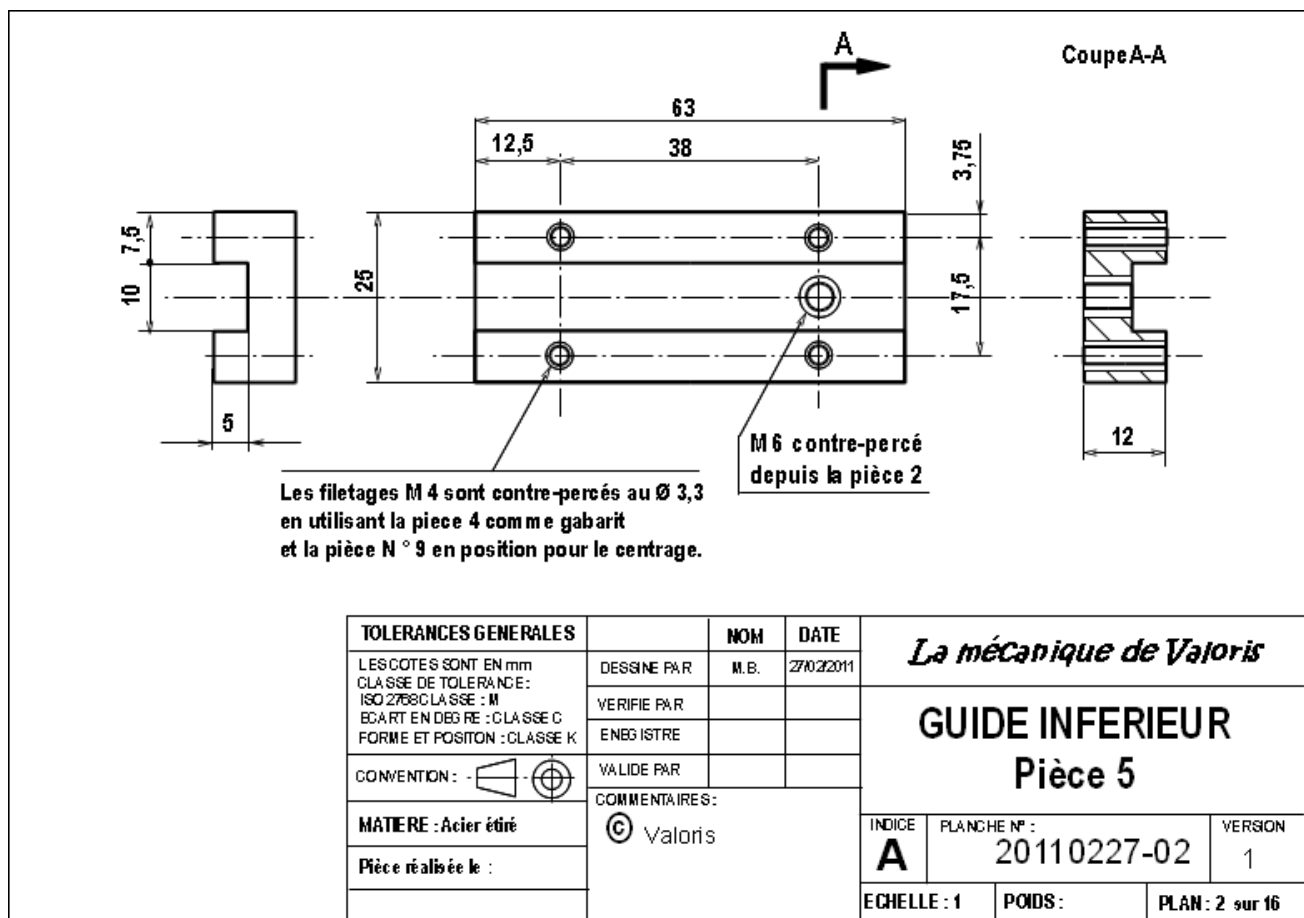 A
Coupe A-A
63
12,5
38
3,75
7,5
10
25
17,5
5
12
M 6 contre-percé
depuis la pièce 2
Les filetages M 4 sont contre-percés au Ø 3,3
en utilisant la piece 4 comme gabarit
et la pièce N ° 9 en position pour le centrage.
TOLERANCES GENERALES
LES COTES SONT EN mm
CLASSE DE TOLERANCE :
ISO 2768 CLASSE : M
ECART EN DEGRE : CLASSE C
FORME ET POSITON : CLASSE K
CONVENTION :
MATIERE : Acier étiré
Pièce réalisée le :
NOM
DATE
DESSINE PAR
M.B.
27/02/2011
VERIFIE PAR
ENEGISTRE
VALIDE PAR
COMMENTAIRES :
© Valoris
La mécanique de Valoris
GUIDE INFERIEUR
Pièce 5
INDICE
A
PLANCHE N° :
20110227-02
VERSION
1
ECHELLE : 1
POIDS :
PLAN : 2 sur 16